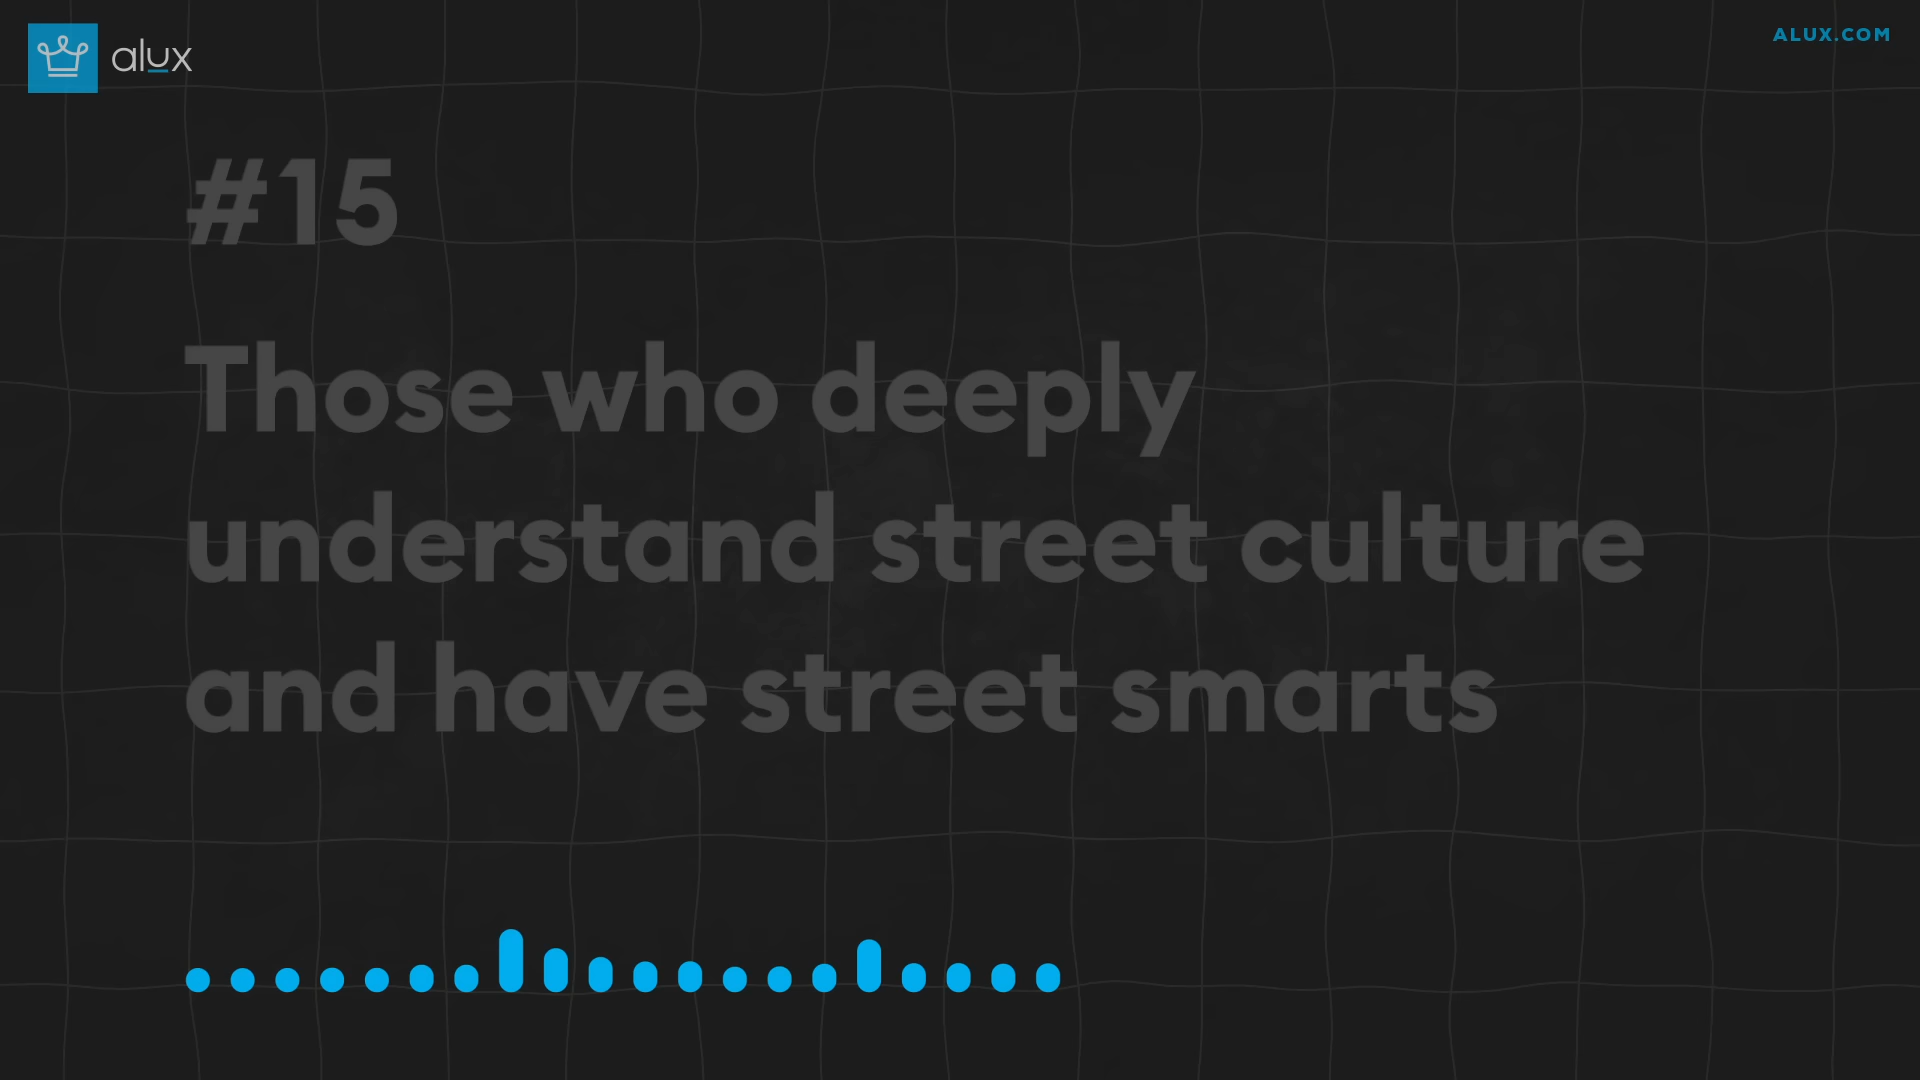 alux
ALUX.COM
#15
Those who deeply
understand street culture
and have street smarts